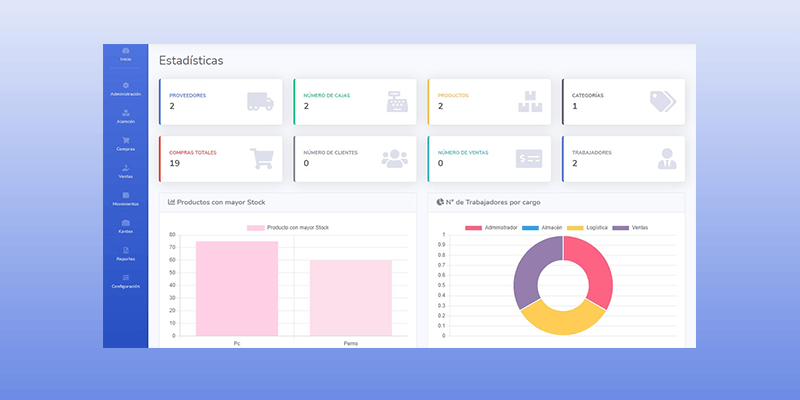 Inicio
Administración
Atención
Compras
Ventas
Movimientos
Kardex
Reportes
Configuración
Estadísticas
PROVEEDORES
2
NÚMERO DE CAJAS
2
PRODUCTOS
2
CATEGORÍAS
1
COMPRAS TOTALES
19
NÚMERO DE CLIENTES
0
NÚMERO DE VENTAS
0
TRABAJADORES
2
Productos con mayor Stock
Producto con mayor Stock
80
70
60
50
40
30
20
10
0
Pc Perns
N° de Trabajadores por cargo
Administrador Almacén Logística Ventas
1
0.9
0.8
0.7
0.6
0.5
0.4
0.3
0.2
0.1
0